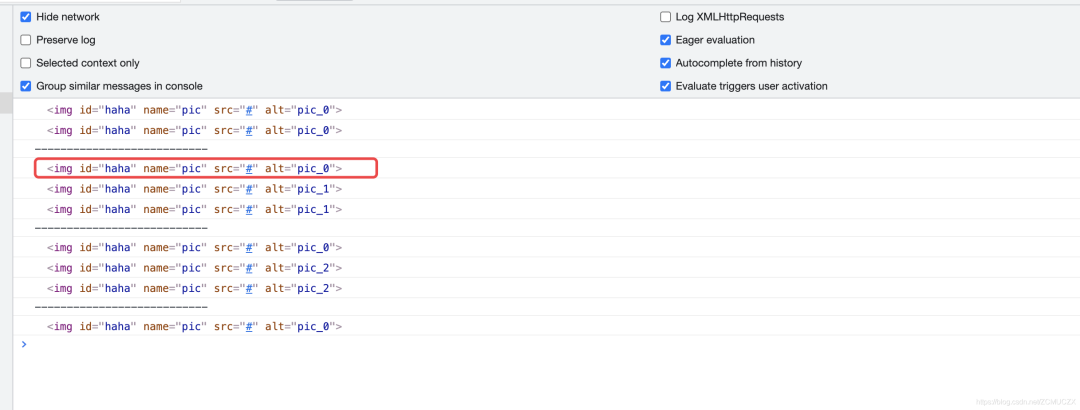 Hide network
Log XMLHttpRequests
Preserve log
Eager evaluation
Selected context only
Autocomplete from history
Group similar messages in console
Evaluate triggers user activation
<img id="haha" name="pic" src="#" alt="pic_0">
<img id="haha" name="pic" src="#" alt="pic_0">
---------------------------
<img id="haha" name="pic" src="#" alt="pic_0">
<img id="haha" name="pic" src="#" alt="pic_1">
<img id="haha" name="pic" src="#" alt="pic_1">
---------------------------
<img id="haha" name="pic" src="#" alt="pic_0">
<img id="haha" name="pic" src="#" alt="pic_2">
<img id="haha" name="pic" src="#" alt="pic_2">
---------------------------
<img id="haha" name="pic" src="#" alt="pic_0">
>